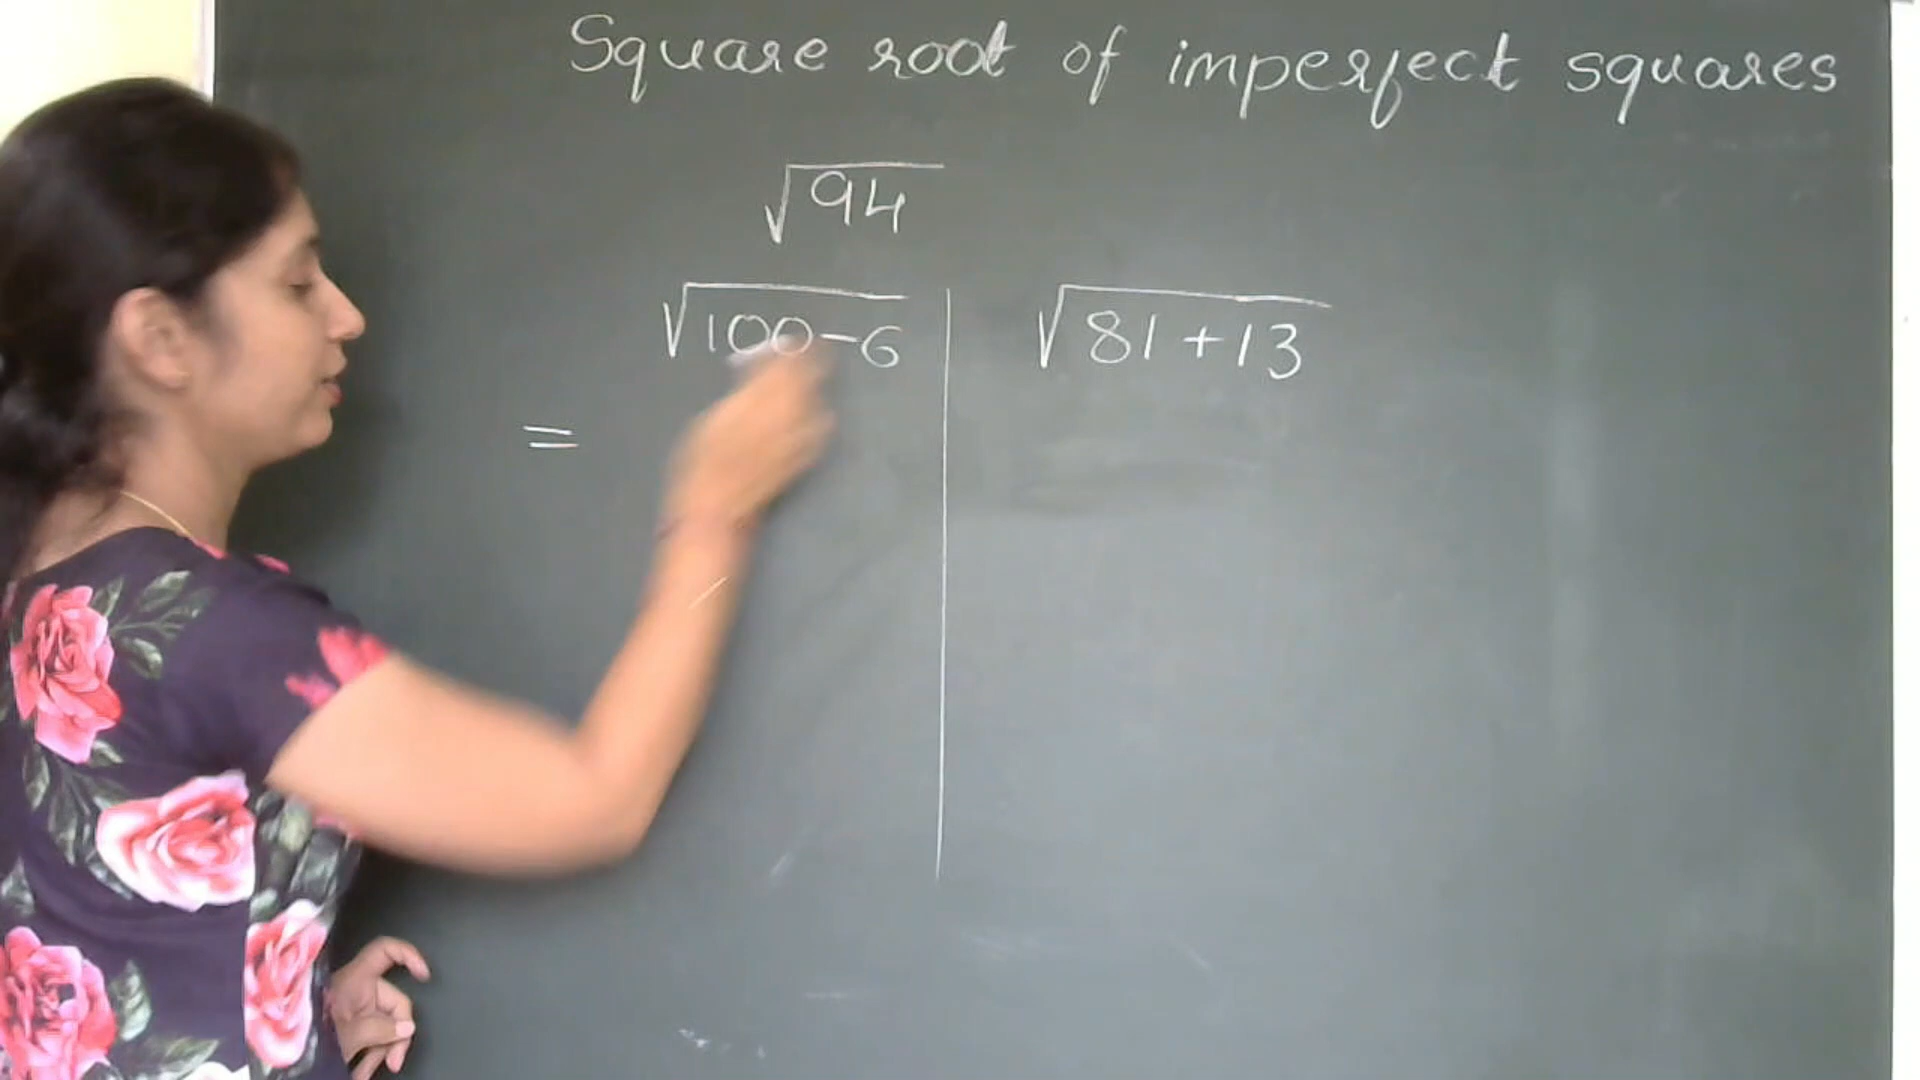 Square root of imperfect squares
√94
√100-6
√81+13
=